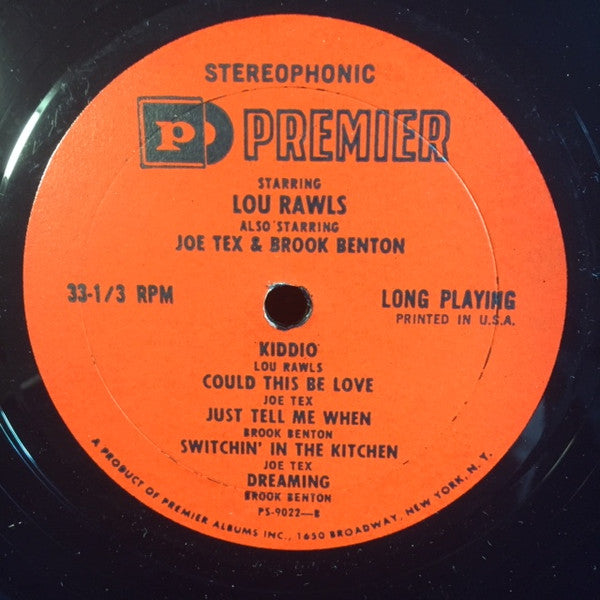 STEREOPHONIC
P PREMIER
STARRING
LOU RAWLS
ALSO STARRING
JOE TEX & BROOK BENTON
33-1/3 RPM
LONG PLAYING
PRINTED IN U.S.A.
KIDDIO
LOU RAWLS
COULD THIS BE LOVE
JOE TEX
JUST TELL ME WHEN
BROOK BENTON
SWITCHIN' IN THE KITCHEN
JOE TEX
DREAMING
BROOK BENTON
PS-9022-B
A PRODUCT OF PREMIER ALBUMS INC., 1650 BROADWAY, NEW YORK, N. Y.